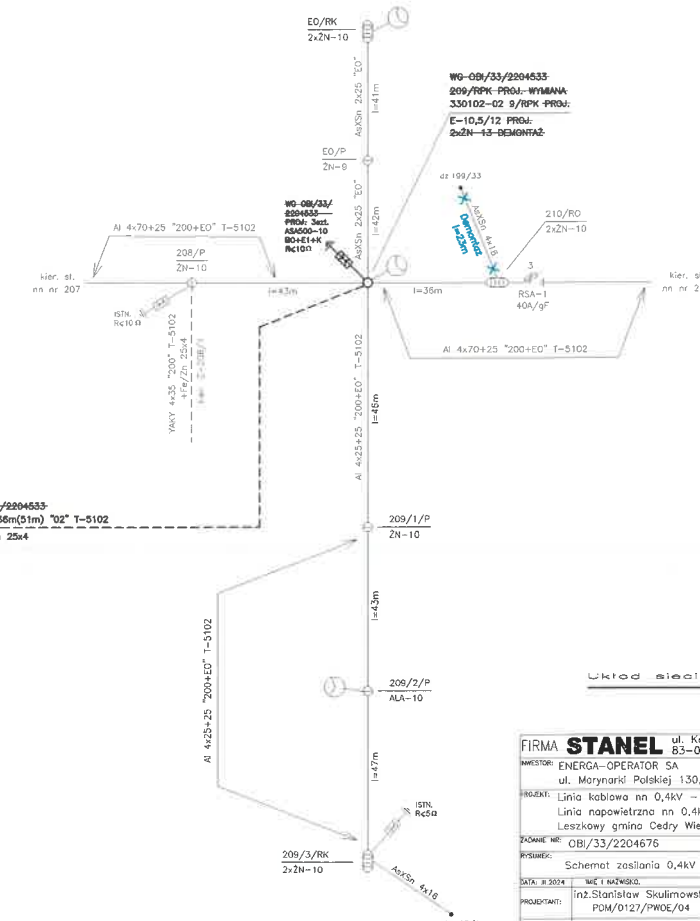 EO/RK
2xŻN-10
AsXSn 2x25 "EO"
l=41m
WG OBI/33/2204533
209/RPK PROJ. WYMIANA
330102-02 9/RPK PROJ.
E-10,5/12 PROJ.
2xŻN-13 DEMONTAŻ
EO/P
ŻN-9
AsXSn 2x25 "EO"
l=42m
dz 199/33
AsXSn 4x16
Demontaż
l=23m
210/RO
2xŻN-10
WG OBI/33/
2204533
PROJ. 3szt.
ASA500-10
BO+E1+K
R≤10Ω
Al 4x70+25 "200+EO" T-5102
208/P
ŻN-10
kier. st.
nn nr 207
l=43m
l=36m
3
RSA-1
40A/gF
kier. s
nn nr 2
ISTN.
R≤10Ω
YAKY 4x35 "200" T-5102
+Fe/Zn 25x4
Al 4x70+25 "200+EO" T-5102
Al 4x25+25 "200+EO" T-5102
l=46m
/2204533
36m(51m) "02" T-5102
25x4
209/1/P
ŻN-10
Al 4x25+25 "200+EO" T-5102
l=43m
209/2/P
ALA-10
l=47m
Układ sieci
ISTN.
R≤5Ω
209/3/RK
2xŻN-10
AsXSn 4x16
FIRMA STANEL ul. Ko
83-0
INWESTOR: ENERGA-OPERATOR SA
ul. Marynarki Polskiej 130,
PROJEKT: Linia kablowa nn 0,4kV -
Linia napowietrzna nn 0,4k
Leszkowy gmina Cedry Wie
ZADANIE NR: OBI/33/2204676
RYSUNEK:
Schemat zasilania 0,4kV
DATA: III.2024 IMIĘ I NAZWISKO.
PROJEKTANT: inż.Stanisław Skulimows
POM/0127/PWOE/04